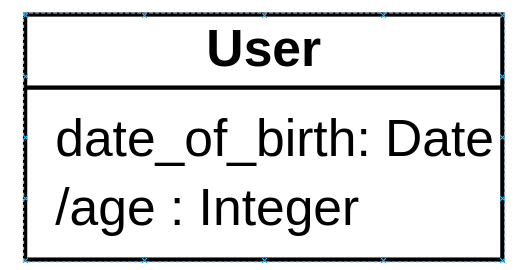 User
date_of_birth: Date
/age : Integer